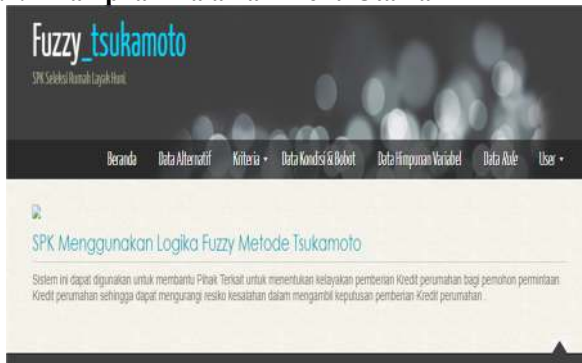 Fuzzy_tsukamoto
SPK Seleksi Rumah Layak Huni.
Beranda Data Alternatif Kriteria Data Kondisi & Bobot Data Himpunan Variabel Data Rule User
SPK Menggunakan Logika Fuzzy Metode Tsukamoto
Sistem ini dapat digunakan untuk membantu Pihak Terkait untuk menentukan kelayakan pemberian Kredit perumahan bagi pemohon permintaan
Kredit perumahan sehingga dapat mengurangi resiko kesalahan dalam mengambil keputusan pemberian Kredit perumahan .